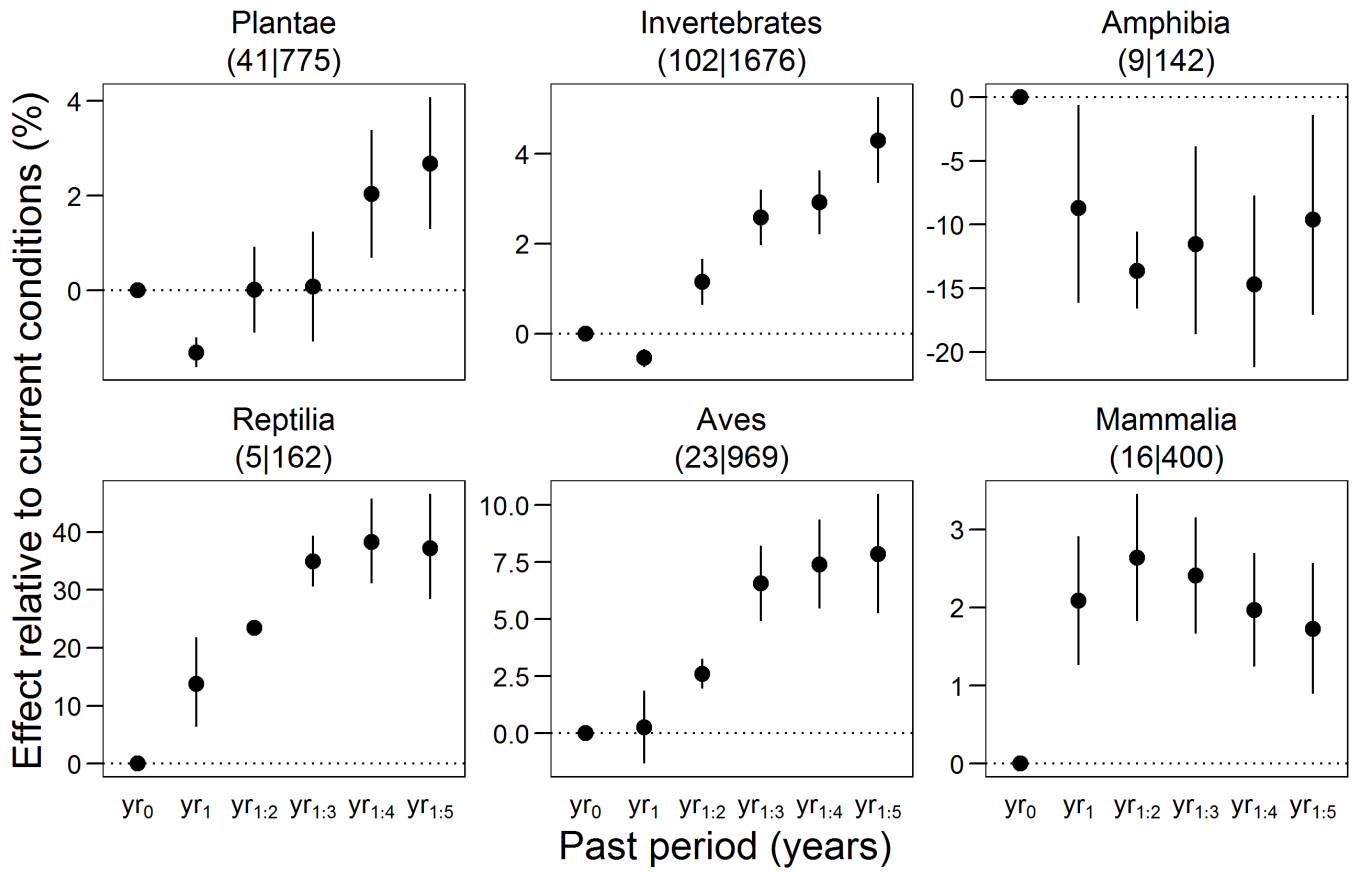 Effect relative to current conditions (%)
Plantae
(41|775)
4
2
0
Invertebrates
(102|1676)
4
2
0
Amphibia
(9|142)
0
-5
-10
-15
-20
Reptilia
(5|162)
40
30
20
10
0
Aves
(23|969)
10.0
7.5
5.0
2.5
0.0
Mammalia
(16|400)
3
2
1
0
yr0 yr1 yr1:2 yr1:3 yr1:4 yr1:5
yr0 yr1 yr1:2 yr1:3 yr1:4 yr1:5
yr0 yr1 yr1:2 yr1:3 yr1:4 yr1:5
Past period (years)